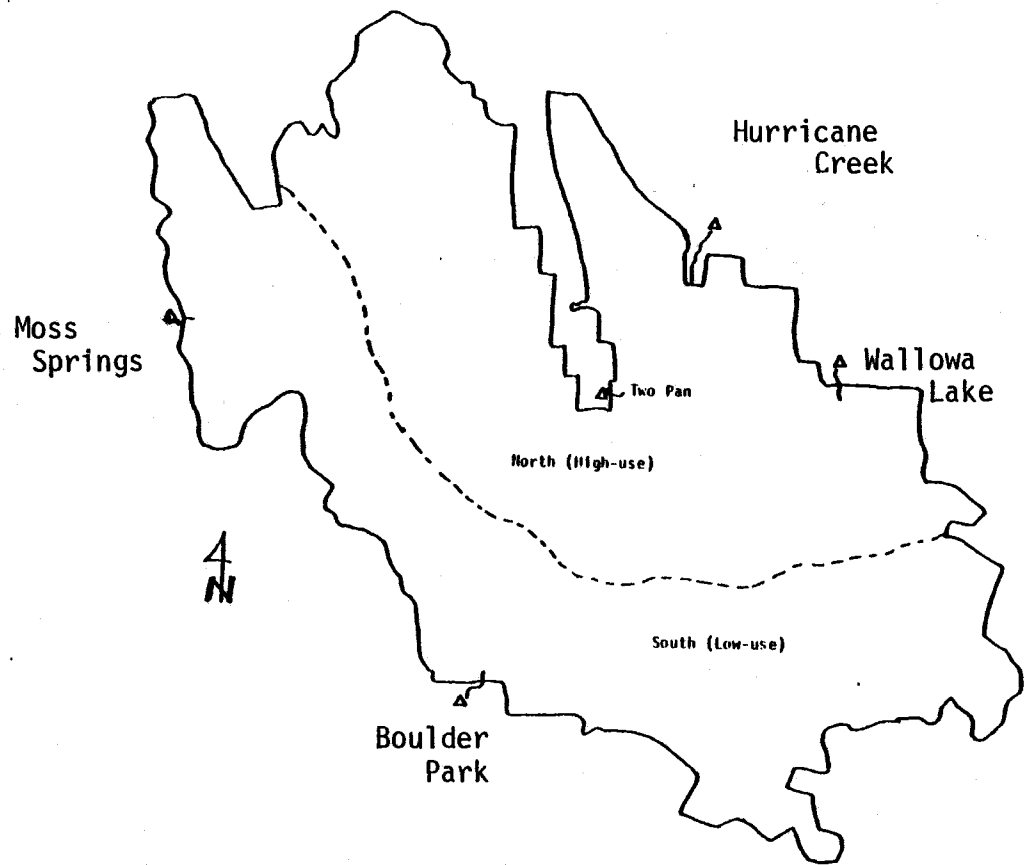 Hurricane
Creek
Moss
Springs
Wallowa
Lake
Two Pan
North (High-use)
N
South (Low-use)
Boulder
Park